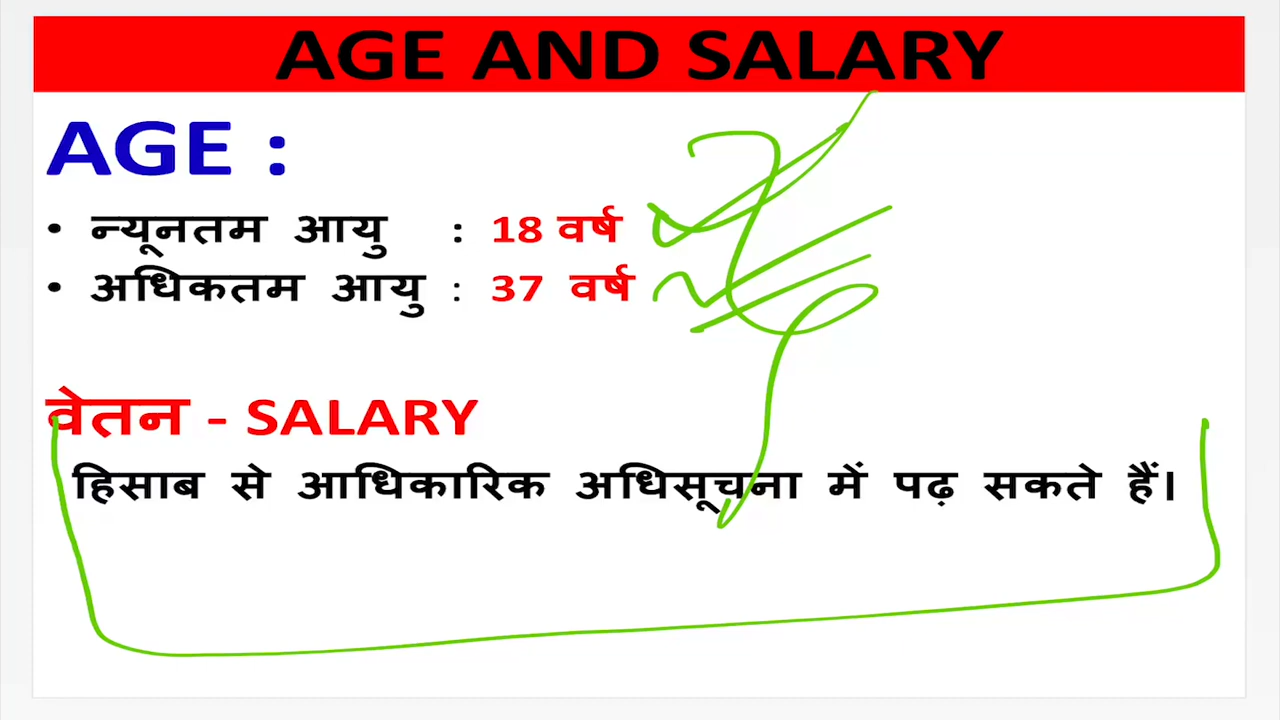 AGE AND SALARY
AGE :
• न्यूनतम आयु : 18 वर्ष
• अधिकतम आयु : 37 वर्ष
वेतन - SALARY
हिसाब से आधिकारिक अधिसूचना में पढ़ सकते हैं।